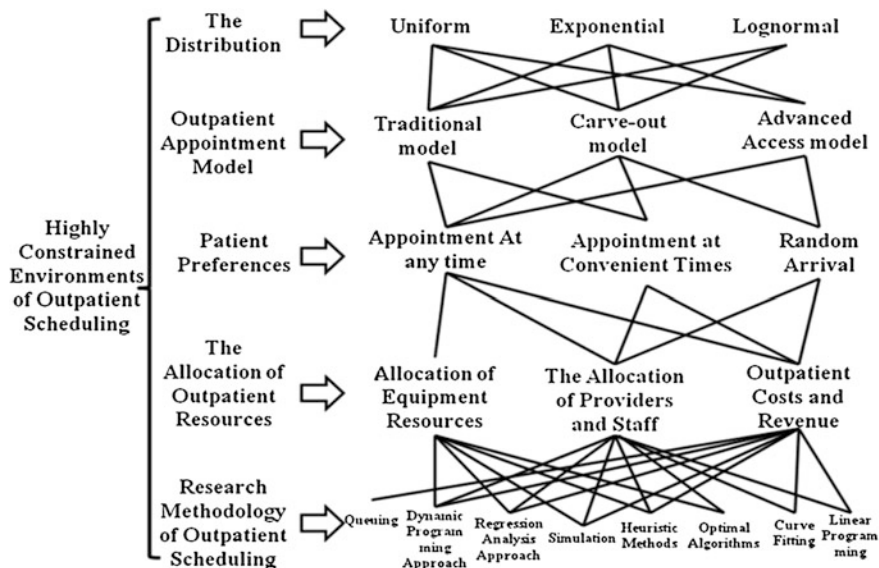 The
Distribution
Uniform
Exponential
Lognormal
Outpatient
Appointment
Model
Traditional
model
Carve-out
model
Advanced
Access model
Highly
Constrained
Environments
of Outpatient
Scheduling
Patient
Preferences
Appointment At
any time
Appointment at
Convenient Times
Random
Arrival
The
Allocation of
Outpatient
Resources
Allocation of
Equipment
Resources
The Allocation
of Providers
and Staff
Outpatient
Costs and
Revenue
Research
Methodology
of Outpatient
Scheduling
Queuing
Dynamic
Program
ming
Approach
Regression
Analysis
Approach
Simulation
Heuristic
Methods
Optimal
Algorithms
Curve
Fitting
Linear
Program
ming